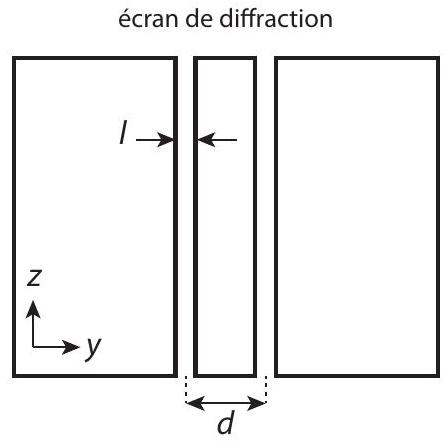 écran de diffraction
l
z
y
d